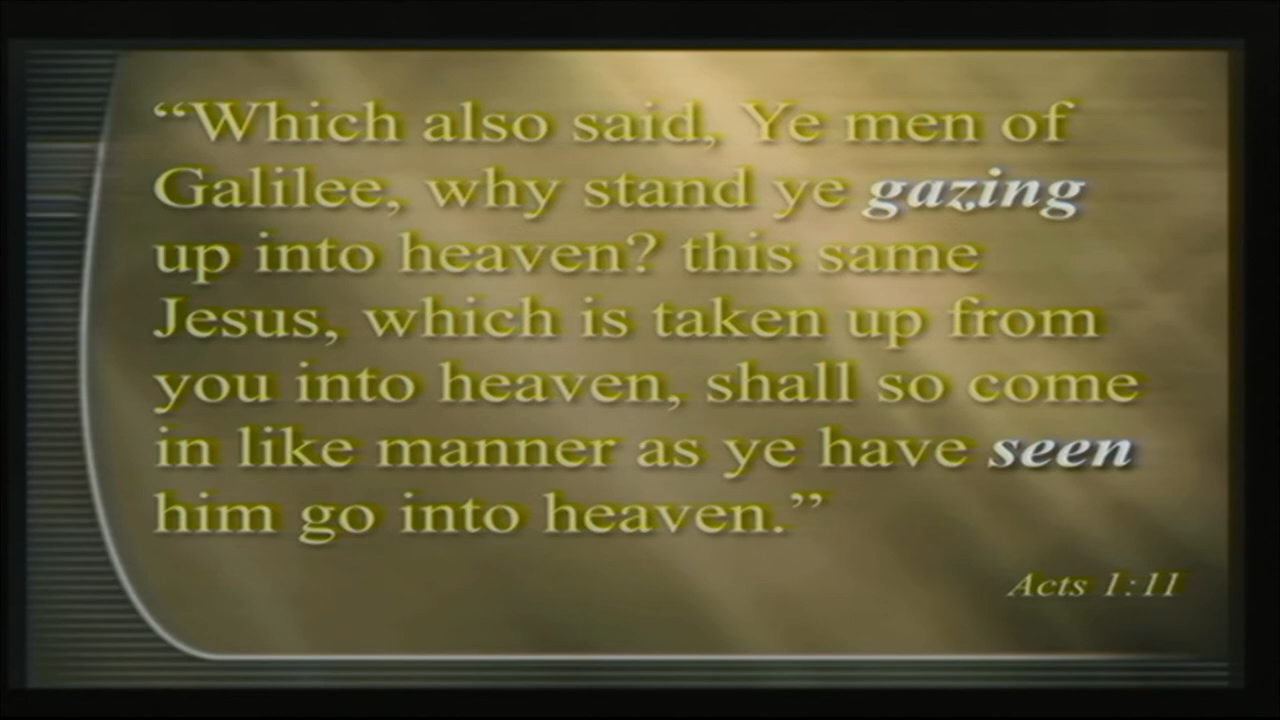 “Which also said, Ye men of
Galilee, why stand ye gazing
up into heaven? this same
Jesus, which is taken up from
you into heaven, shall so come
in like manner as ye have seen
him go into heaven.”
Acts 1:11